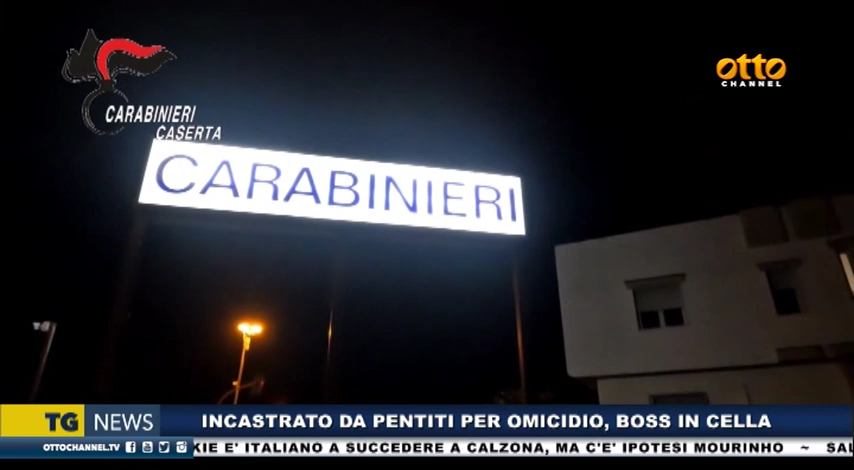 CARABINIERI
CASERTA
otto
CHANNEL
CARABINIERI
TG NEWS
INCASTRATO DA PENTITI PER OMICIDIO, BOSS IN CELLA
OTTOCHANNEL.TV
KIE E' ITALIANO A SUCCEDERE A CALZONA, MA C'E' IPOTESI MOURINHO ~ SAL